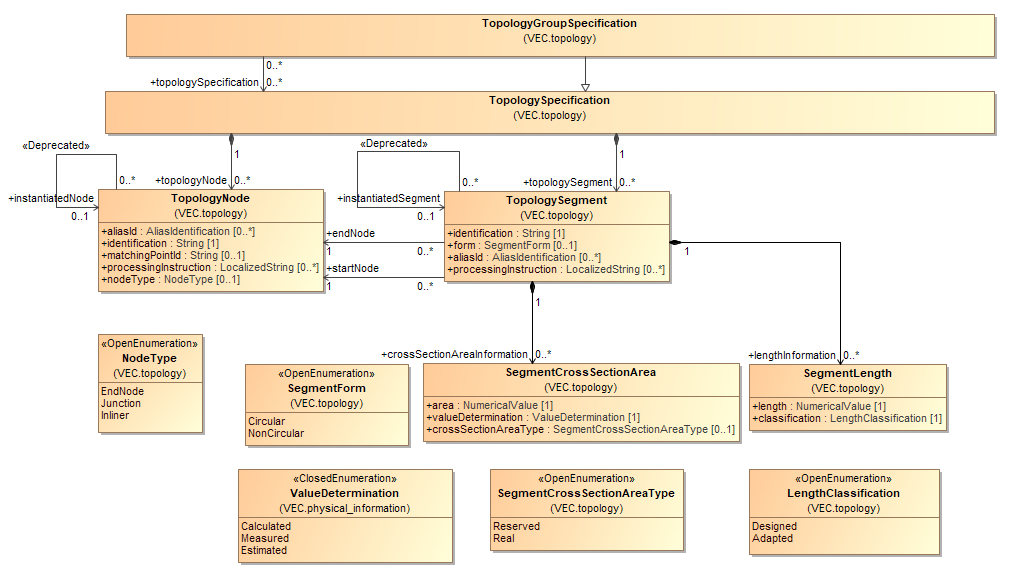 TopologyGroupSpecification
(VEC.topology)
0..*
+topologySpecification 0..*
TopologySpecification
(VEC.topology)
«Deprecated»
1
«Deprecated»
1
0..*
+topologyNode 0..*
0..*
+topologySegment 0..*
+instantiatedNode
0..1
+instantiatedSegment
0..1
TopologyNode
(VEC.topology)
+aliasId : AliasIdentification [0..*]
+identification : String [1]
+matchingPointId : String [0..1]
+processingInstruction : LocalizedString [0..*]
+nodeType : NodeType [0..1]
TopologySegment
(VEC.topology)
+identification : String [1]
+form : SegmentForm [0..1]
+aliasId : AliasIdentification [0..*]
+processingInstruction : LocalizedString [0..*]
+endNode
1
0..*
+startNode
1
0..*
1
1
+crossSectionAreaInformation 0..*
+lengthInformation 0..*
«OpenEnumeration»
NodeType
(VEC.topology)
EndNode
Junction
Inliner
«OpenEnumeration»
SegmentForm
(VEC.topology)
Circular
NonCircular
SegmentCrossSectionArea
(VEC.topology)
+area : NumericalValue [1]
+valueDetermination : ValueDetermination [1]
+crossSectionAreaType : SegmentCrossSectionAreaType [0..1]
SegmentLength
(VEC.topology)
+length : NumericalValue [1]
+classification : LengthClassification [1]
«ClosedEnumeration»
ValueDetermination
(VEC.physical_information)
Calculated
Measured
Estimated
«OpenEnumeration»
SegmentCrossSectionAreaType
(VEC.topology)
Reserved
Real
«OpenEnumeration»
LengthClassification
(VEC.topology)
Designed
Adapted